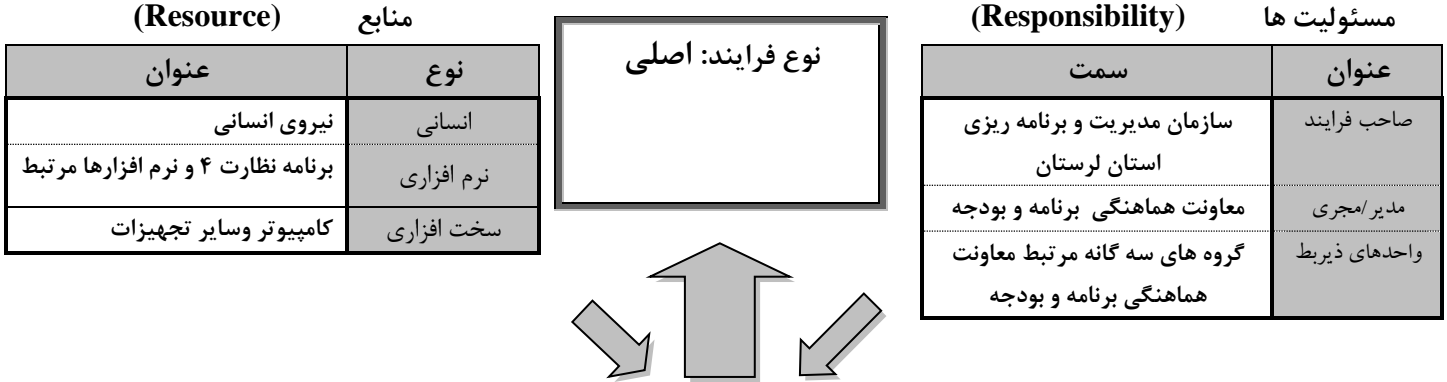 مسئولیت ها (Responsibility)
عنوان سمت
صاحب فرایند سازمان مدیریت و برنامه ریزی
استان لرستان
مدیر/مجری معاونت هماهنگی برنامه و بودجه
واحدهای ذیربط گروه های سه گانه مرتبط معاونت
هماهنگی برنامه و بودجه
نوع فرایند: اصلی
منابع (Resource)
نوع عنوان
انسانی نیروی انسانی
نرم افزاری برنامه نظارت ۴ و نرم افزارها مرتبط
سخت افزاری کامپیوتر وسایر تجهیزات